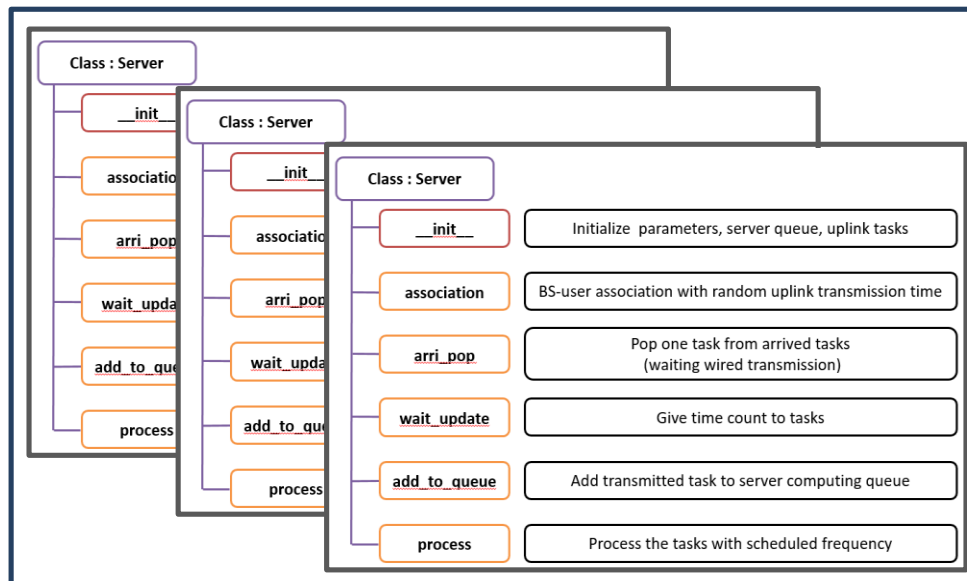 Class : Server
__init__
associatio
arri_pop
wait_upda
add_to_que
process
Class : Server
__init__
associatio
arri_pop
wait_upda
add_to_que
process
Class : Server
__init__
Initialize parameters, server queue, uplink tasks
association
BS-user association with random uplink transmission time
arri_pop
Pop one task from arrived tasks
(waiting wired transmission)
wait_update
Give time count to tasks
add_to_queue
Add transmitted task to server computing queue
process
Process the tasks with scheduled frequency